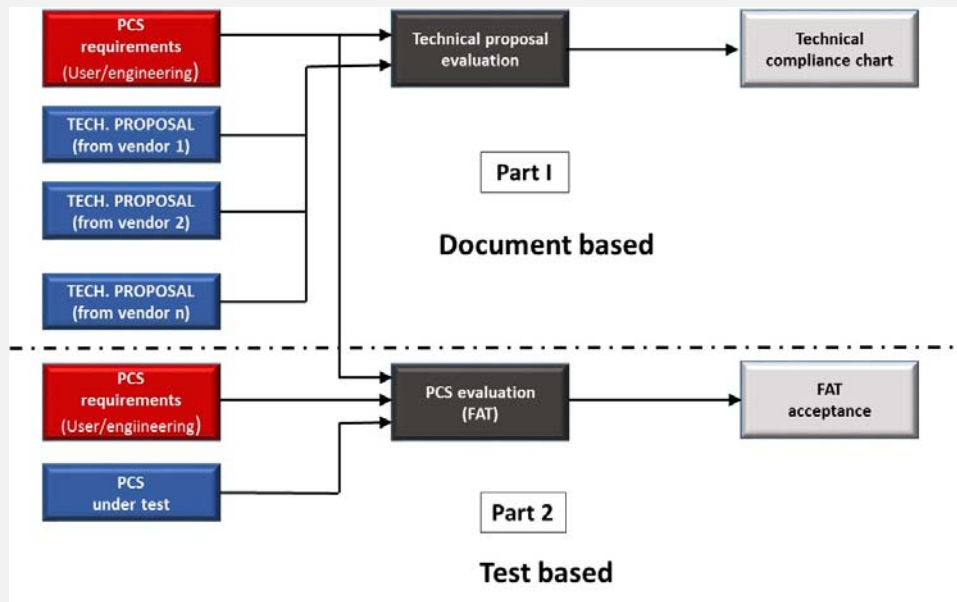 PCS
requirements
(User/engineering)
Technical proposal
evaluation
Technical
compliance chart
TECH. PROPOSAL
(from vendor 1)
TECH. PROPOSAL
(from vendor 2)
TECH. PROPOSAL
(from vendor n)
Part I
Document based
PCS
requirements
(User/engiineering)
PCS evaluation
(FAT)
FAT
acceptance
PCS
under test
Part 2
Test based